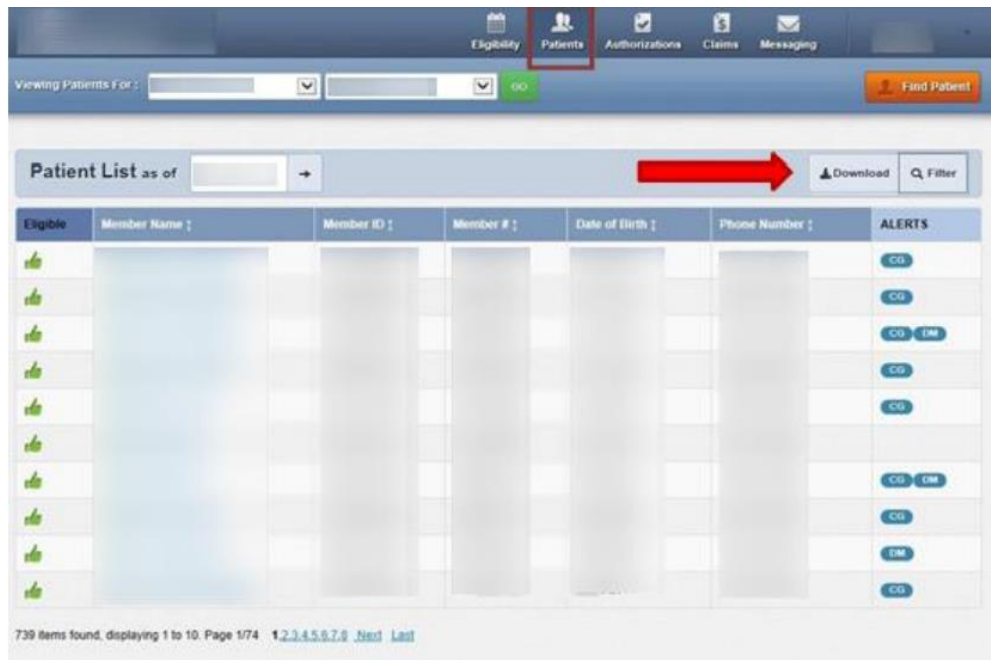 Eligibility Patients Authorizations Claims Messaging
Viewing Patients For : GO Find Patient
Patient List as of Download Filter
Eligible Member Name Member ID Member # Date of Birth Phone Number ALERTS
CG
CG
CG DM
CG
CG
CG DM
CG
DM
CG
739 items found, displaying 1 to 10. Page 1/74 1,2,3,4,5,6,7,8 Next Last